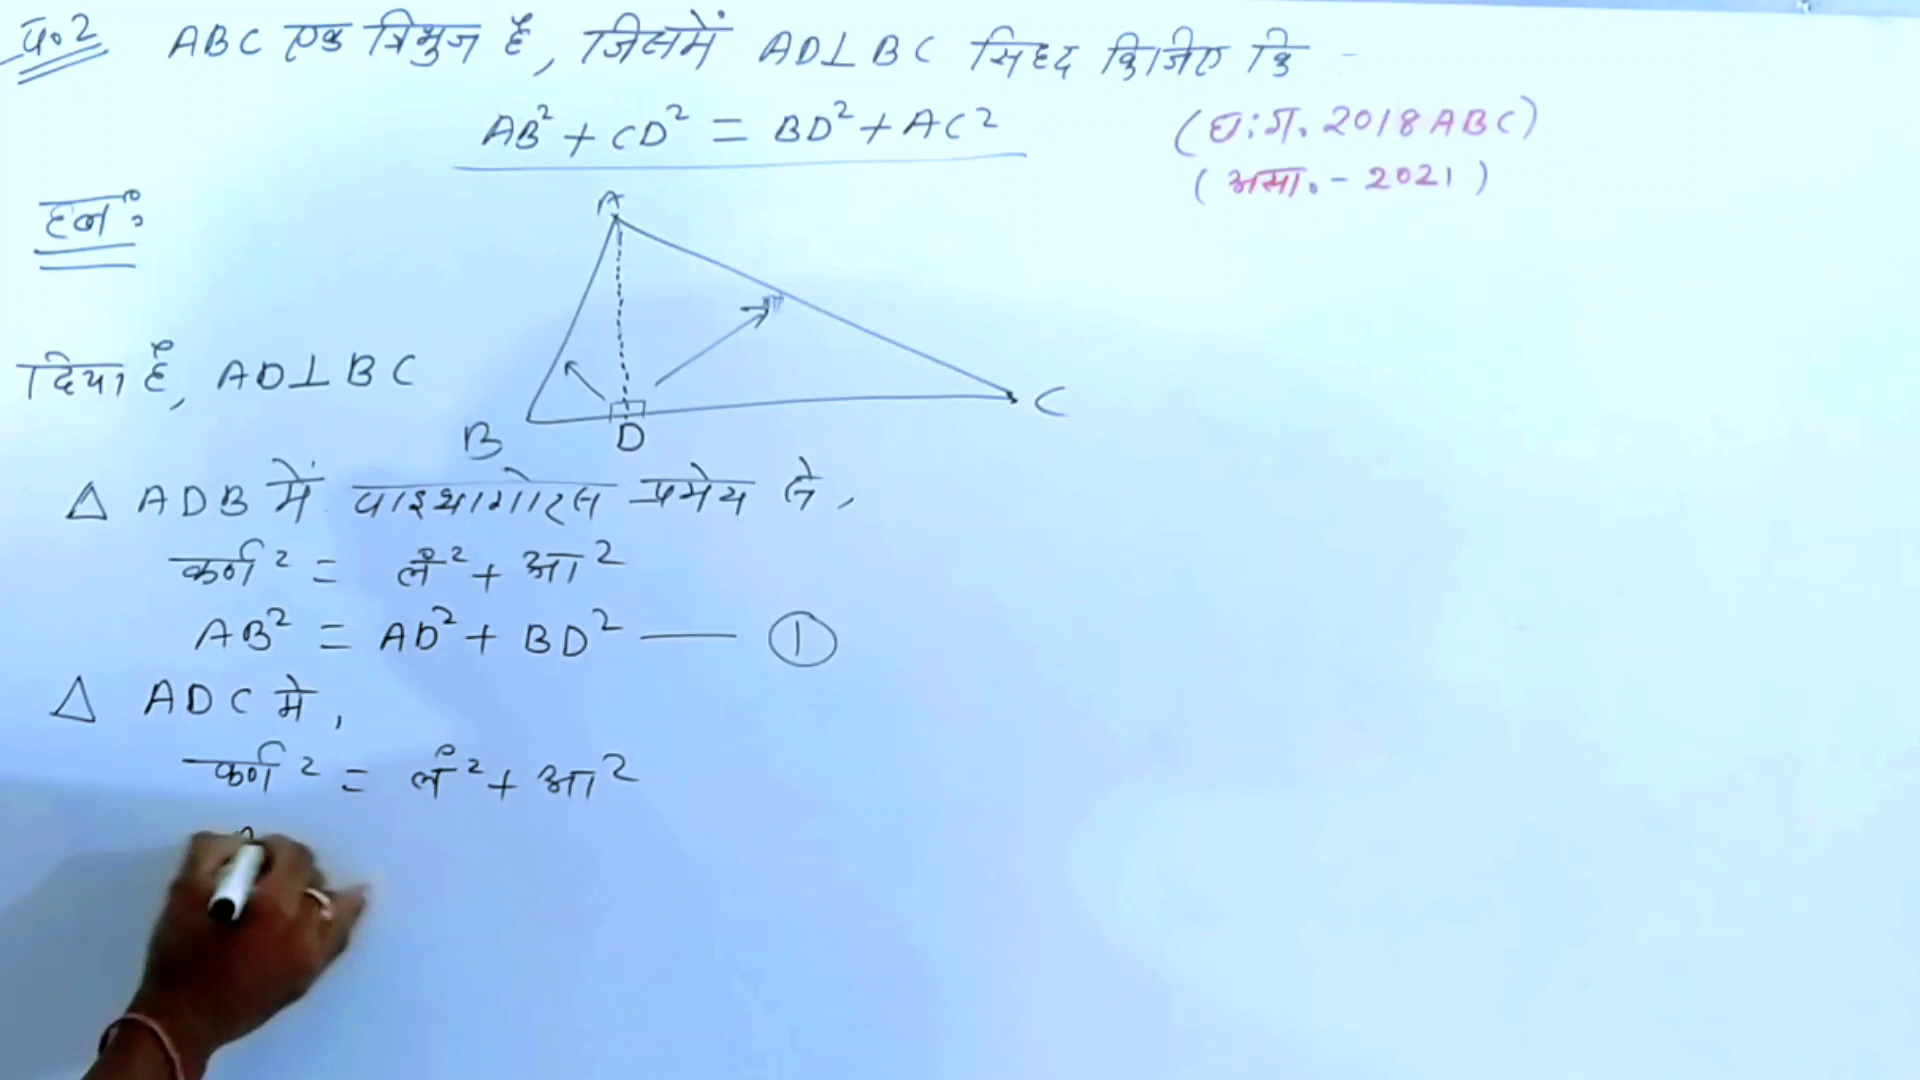 प्र.2 ABC एक त्रिभुज है, जिसमें AD⊥BC सिद्द किजिए कि -
AB² + CD² = BD² + AC²
(छ.ग. 2018 ABC)
(असा. - 2021)
हल:
A
दिया है, AD⊥BC
C
B D
△ ADB में पाइथागोरस प्रमेय से,
कर्ण² = लं² + आ²
AB² = AD² + BD² — ①
△ ADC मे,
कर्ण² = लं² + आ²